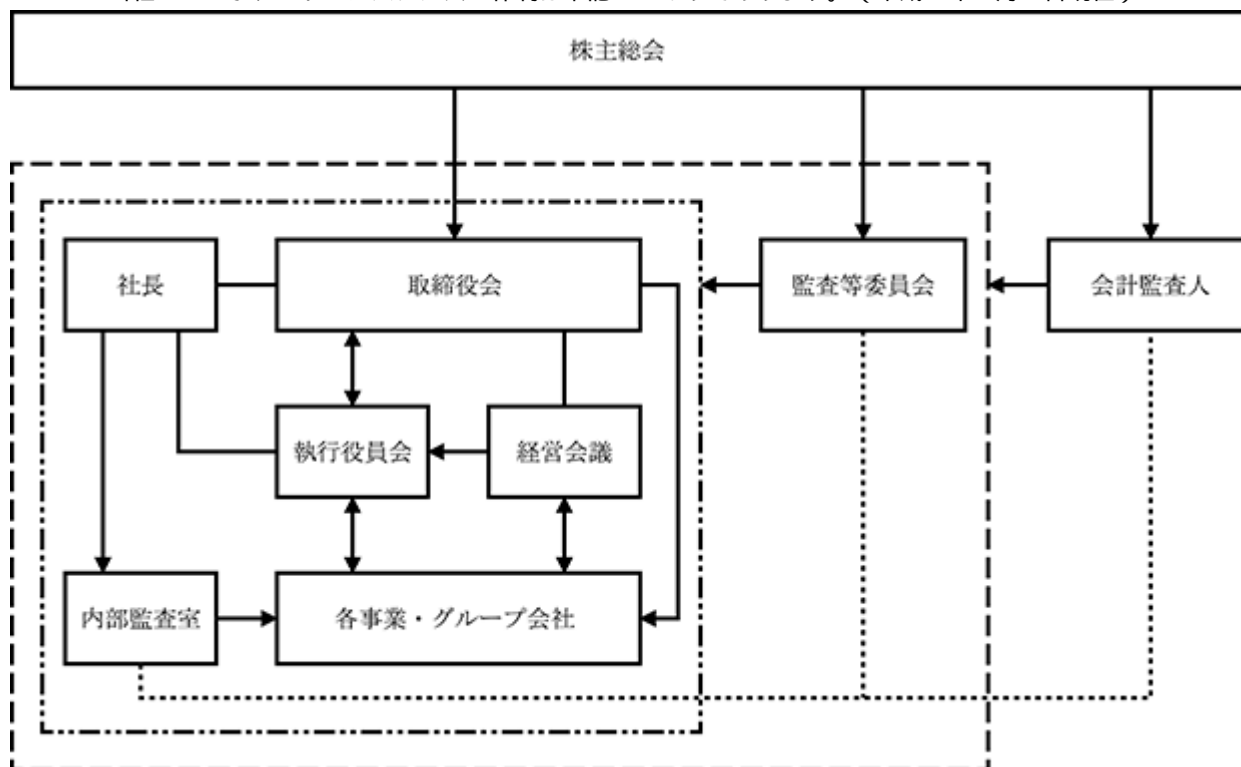 株主総会
社長
取締役会
監査等委員会
会計監査人
執行役員会
経営会議
内部監査室
各事業・グループ会社